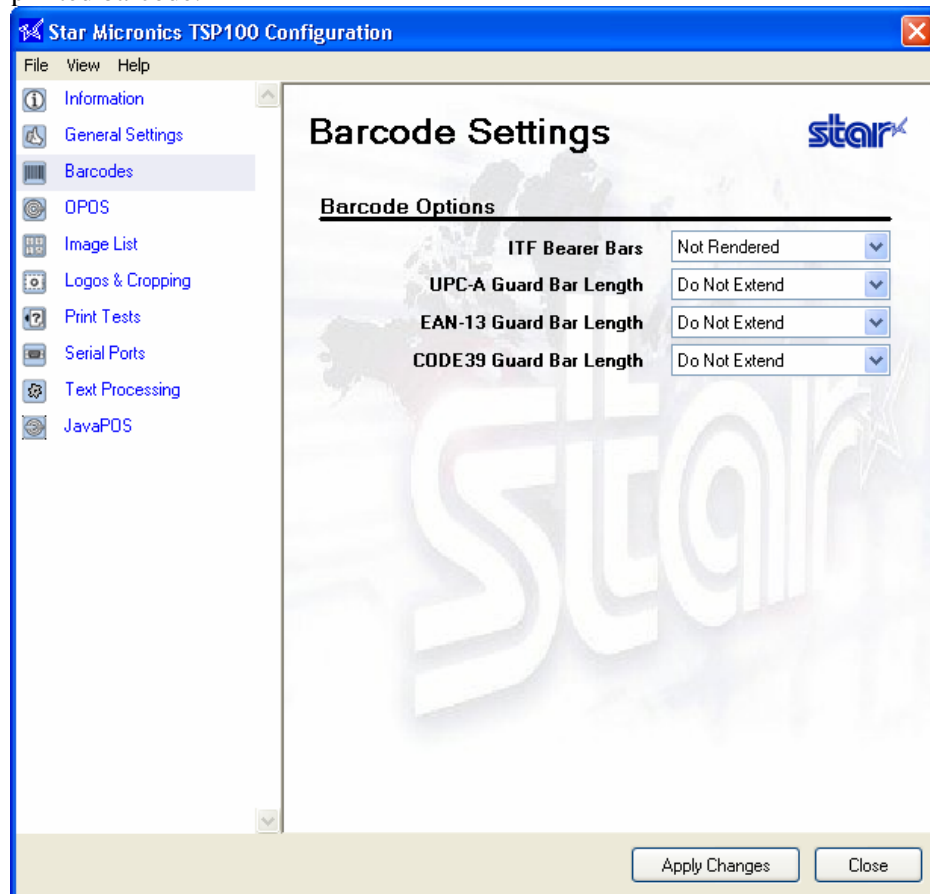 Star Micronics TSP100 Configuration
File View Help
Information
General Settings
Barcodes
OPOS
Image List
Logos & Cropping
Print Tests
Serial Ports
Text Processing
JavaPOS
Barcode Settings
star
Barcode Options
ITF Bearer Bars Not Rendered
UPC-A Guard Bar Length Do Not Extend
EAN-13 Guard Bar Length Do Not Extend
CODE39 Guard Bar Length Do Not Extend
star
Apply Changes Close